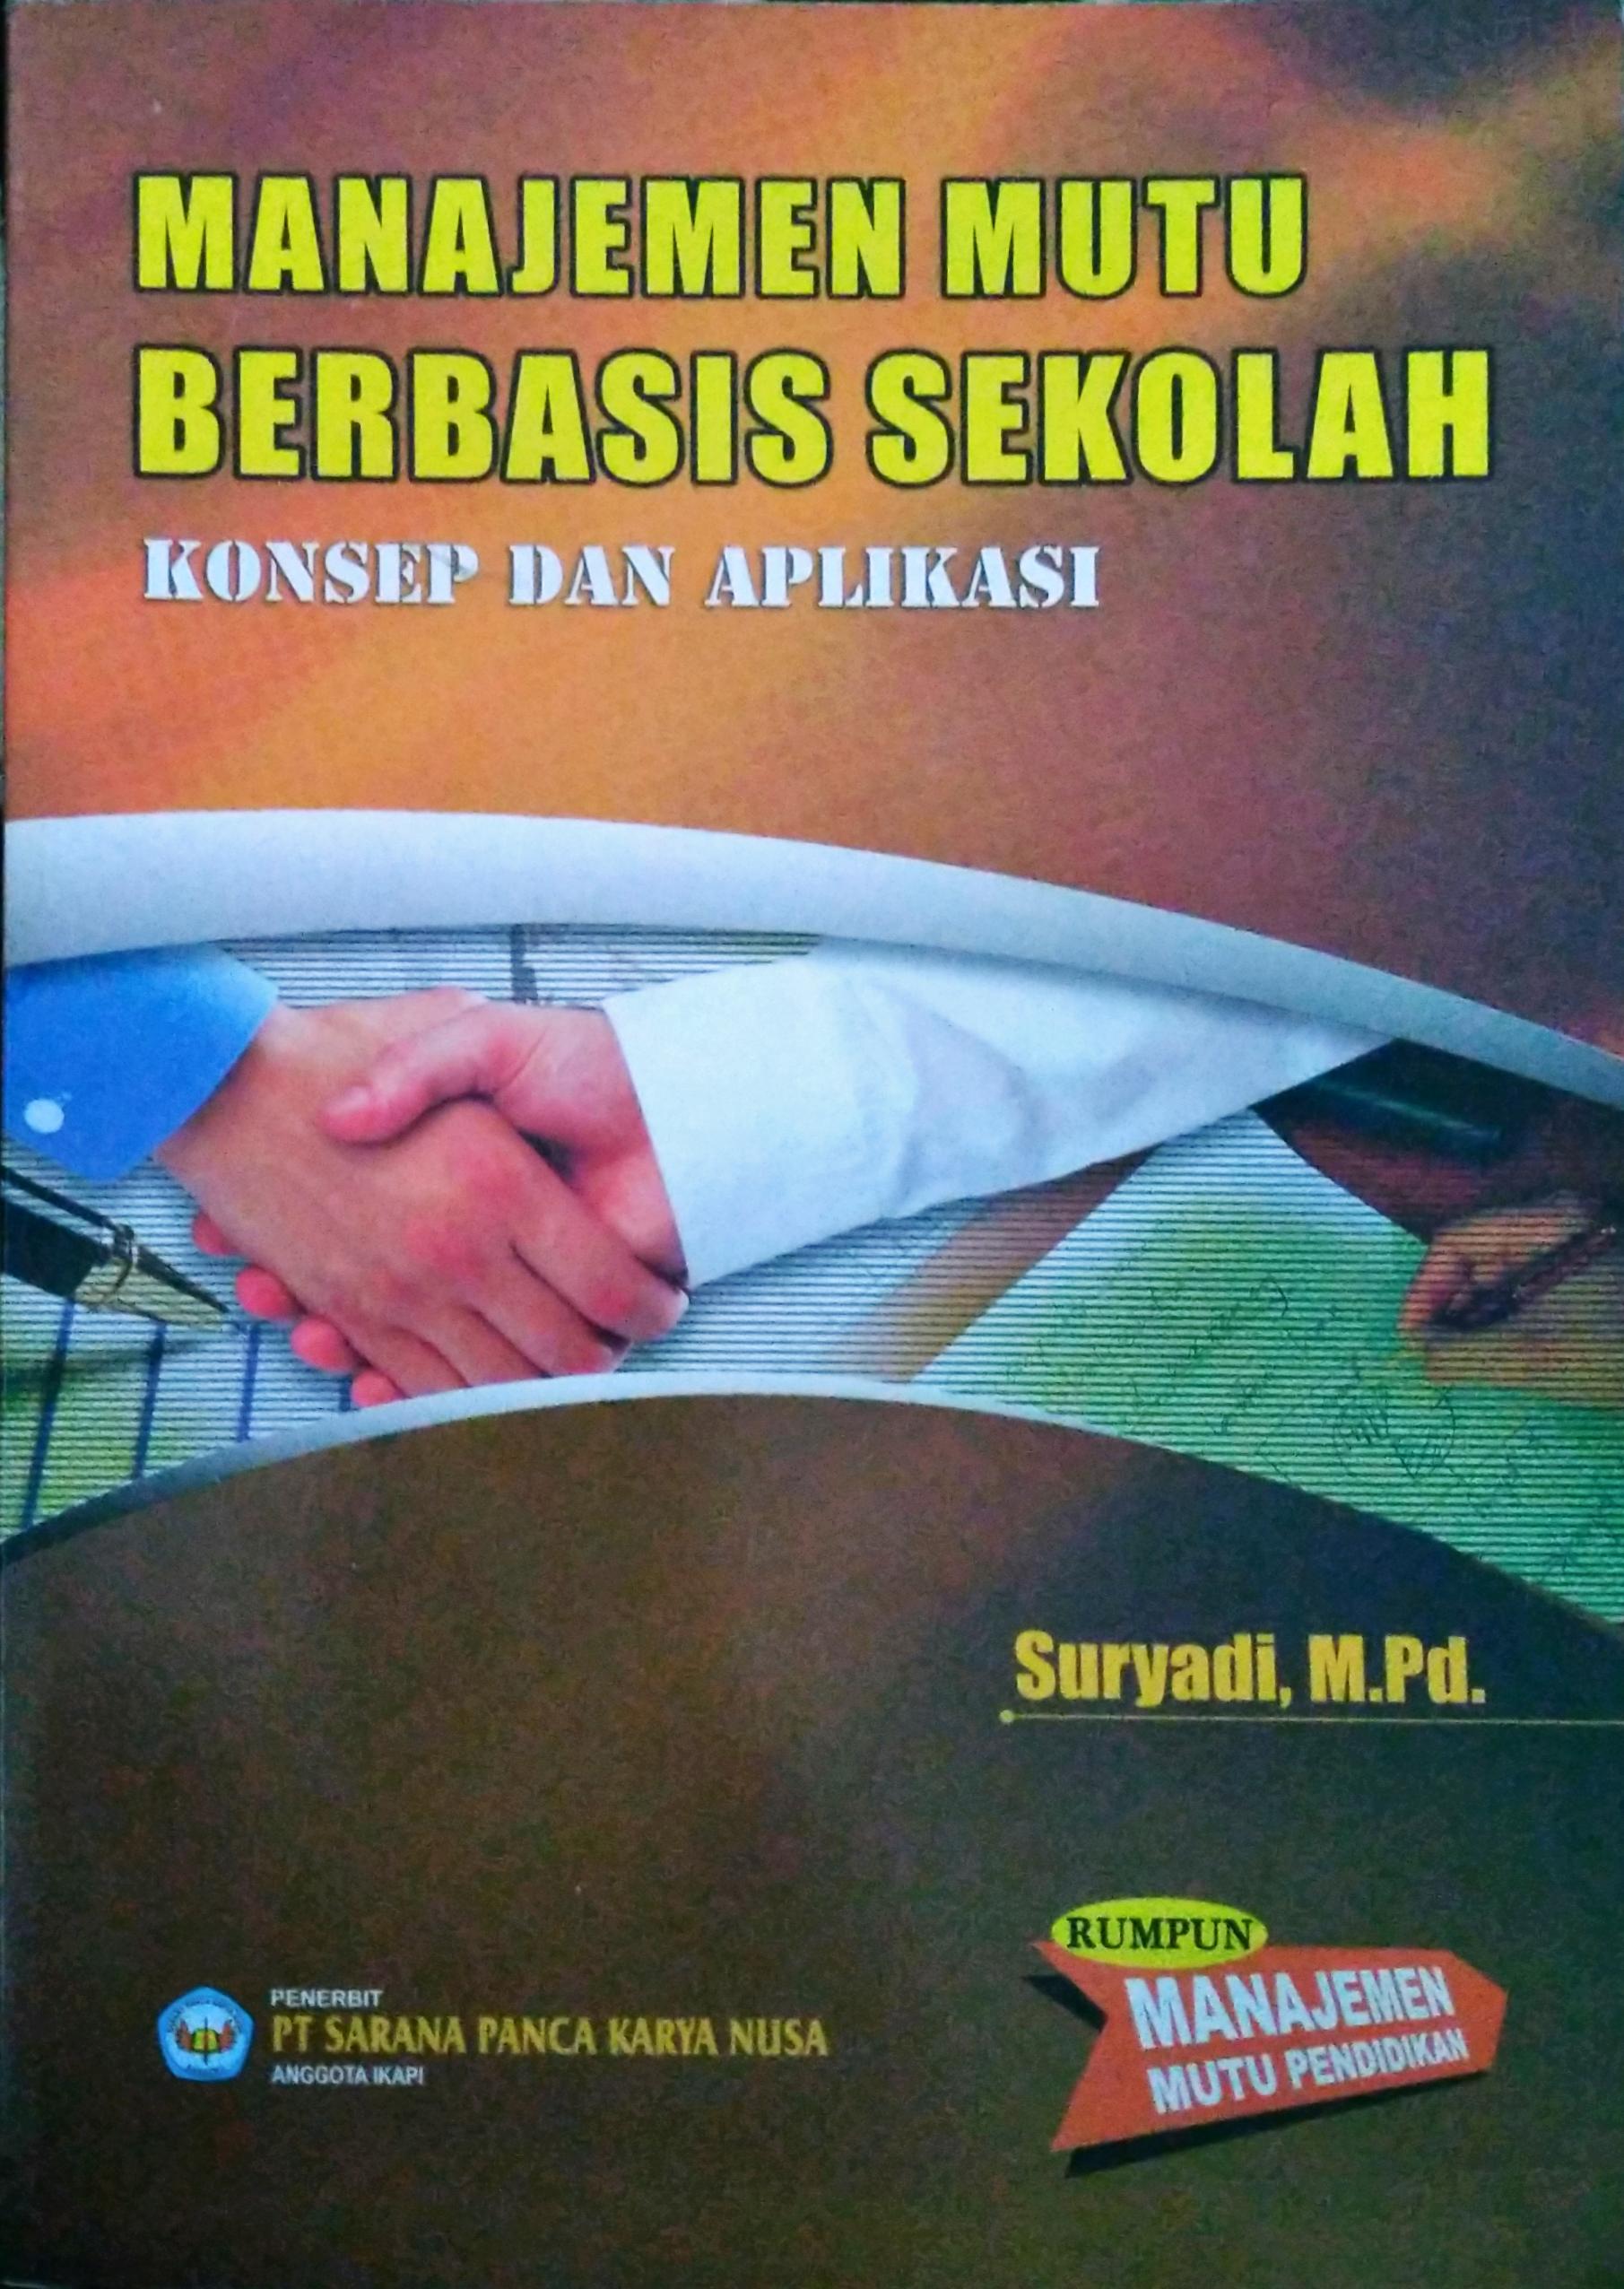 MANAJEMEN MUTU
BERBASIS SEKOLAH
KONSEP DAN APLIKASI
Suryadi, M.Pd.
RUMPUN
MANAJEMEN
MUTU PENDIDIKAN
PENERBIT
PT SARANA PANCA KARYA NUSA
ANGGOTA IKAPI